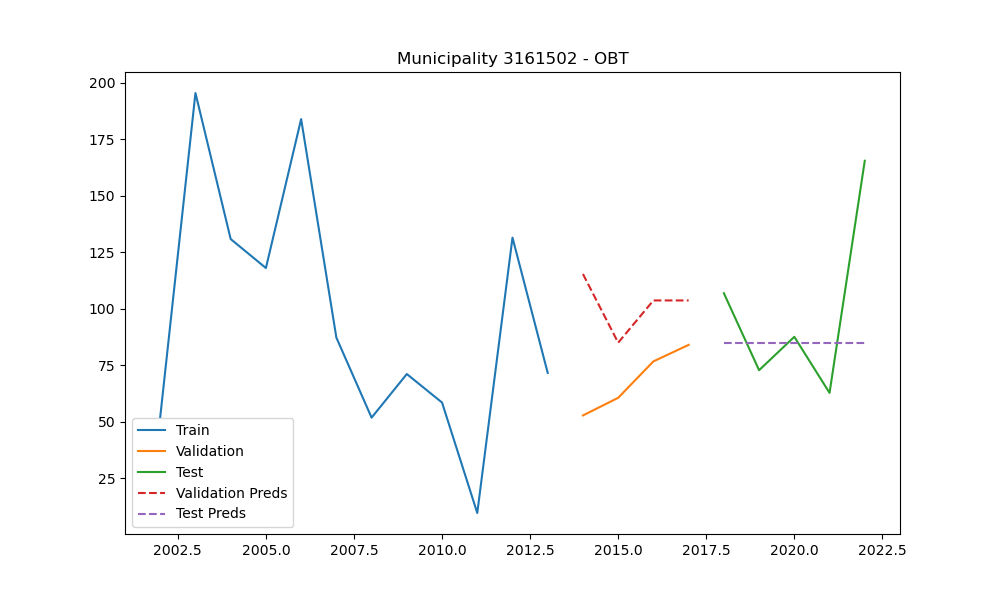 Municipality 3161502 - OBT
200
175
150
125
100
75
50
25
Train
Validation
Test
Validation Preds
Test Preds
2002.5 2005.0 2007.5 2010.0 2012.5 2015.0 2017.5 2020.0 2022.5